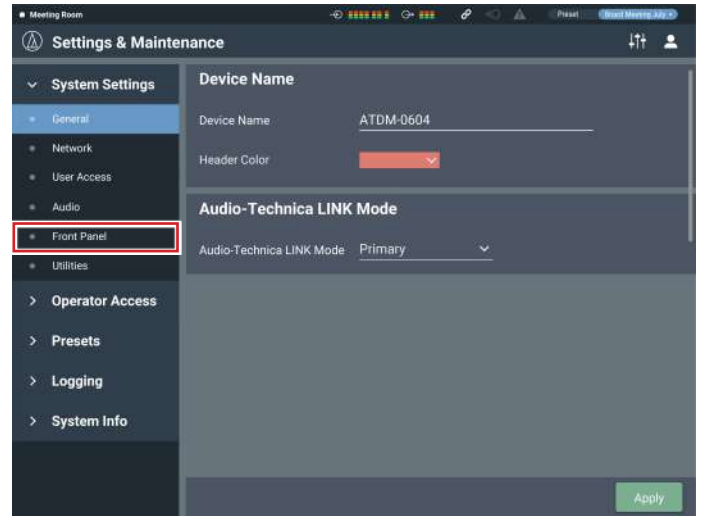 Meeting Room
Preset Board Meeting July
Settings & Maintenance
System Settings
General
Network
User Access
Audio
Front Panel
Utilities
Operator Access
Presets
Logging
System Info
Device Name
Device Name ATDM-0604
Header Color
Audio-Technica LINK Mode
Audio-Technica LINK Mode Primary
Apply